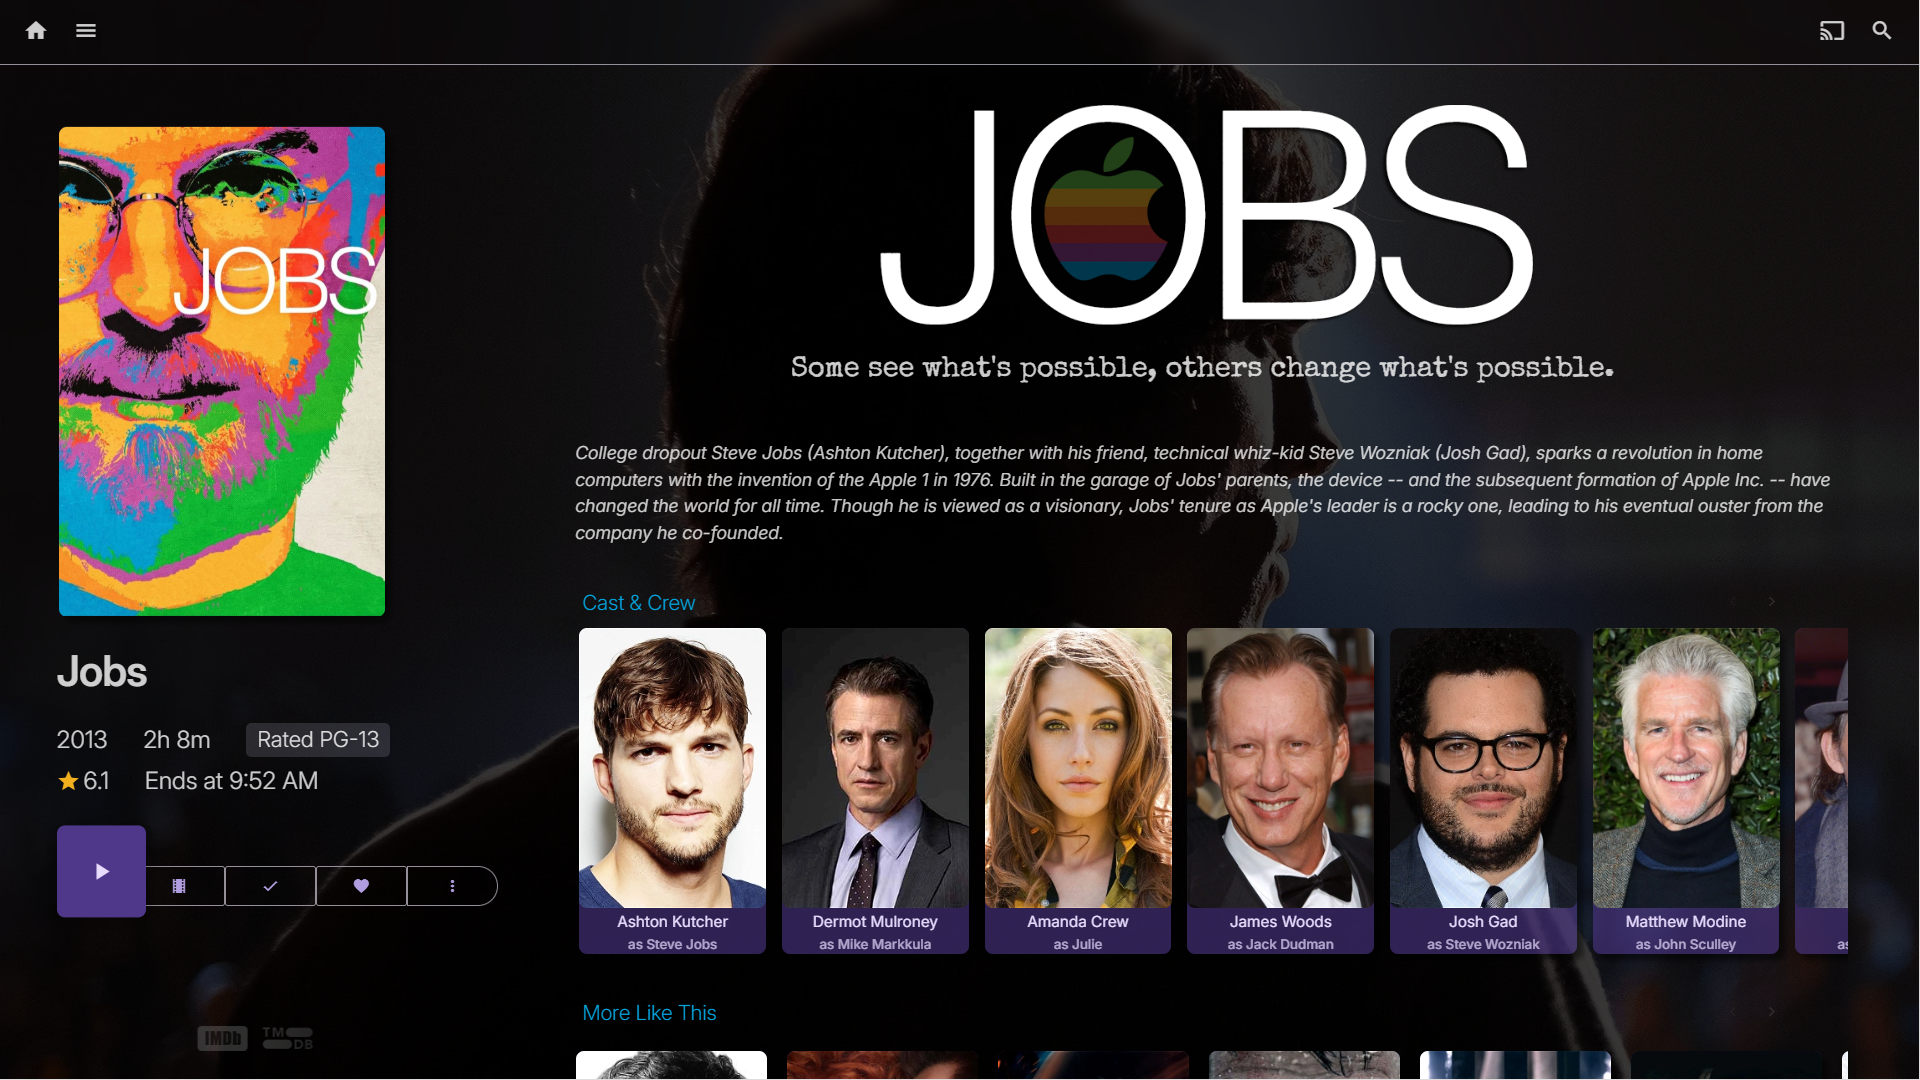 JOBS
JOBS
Some see what's possible, others change what's possible.
College dropout Steve Jobs (Ashton Kutcher), together with his friend, technical whiz-kid Steve Wozniak (Josh Gad), sparks a revolution in home
computers with the invention of the Apple 1 in 1976. Built in the garage of Jobs' parents, the device -- and the subsequent formation of Apple Inc. -- have
changed the world for all time. Though he is viewed as a visionary, Jobs' tenure as Apple's leader is a rocky one, leading to his eventual ouster from the
company he co-founded.
Jobs
2013 2h 8m Rated PG-13
6.1 Ends at 9:52 AM
IMDb TMDB
Cast & Crew
Ashton Kutcher
as Steve Jobs
Dermot Mulroney
as Mike Markkula
Amanda Crew
as Julie
James Woods
as Jack Dudman
Josh Gad
as Steve Wozniak
Matthew Modine
as John Sculley
as
More Like This